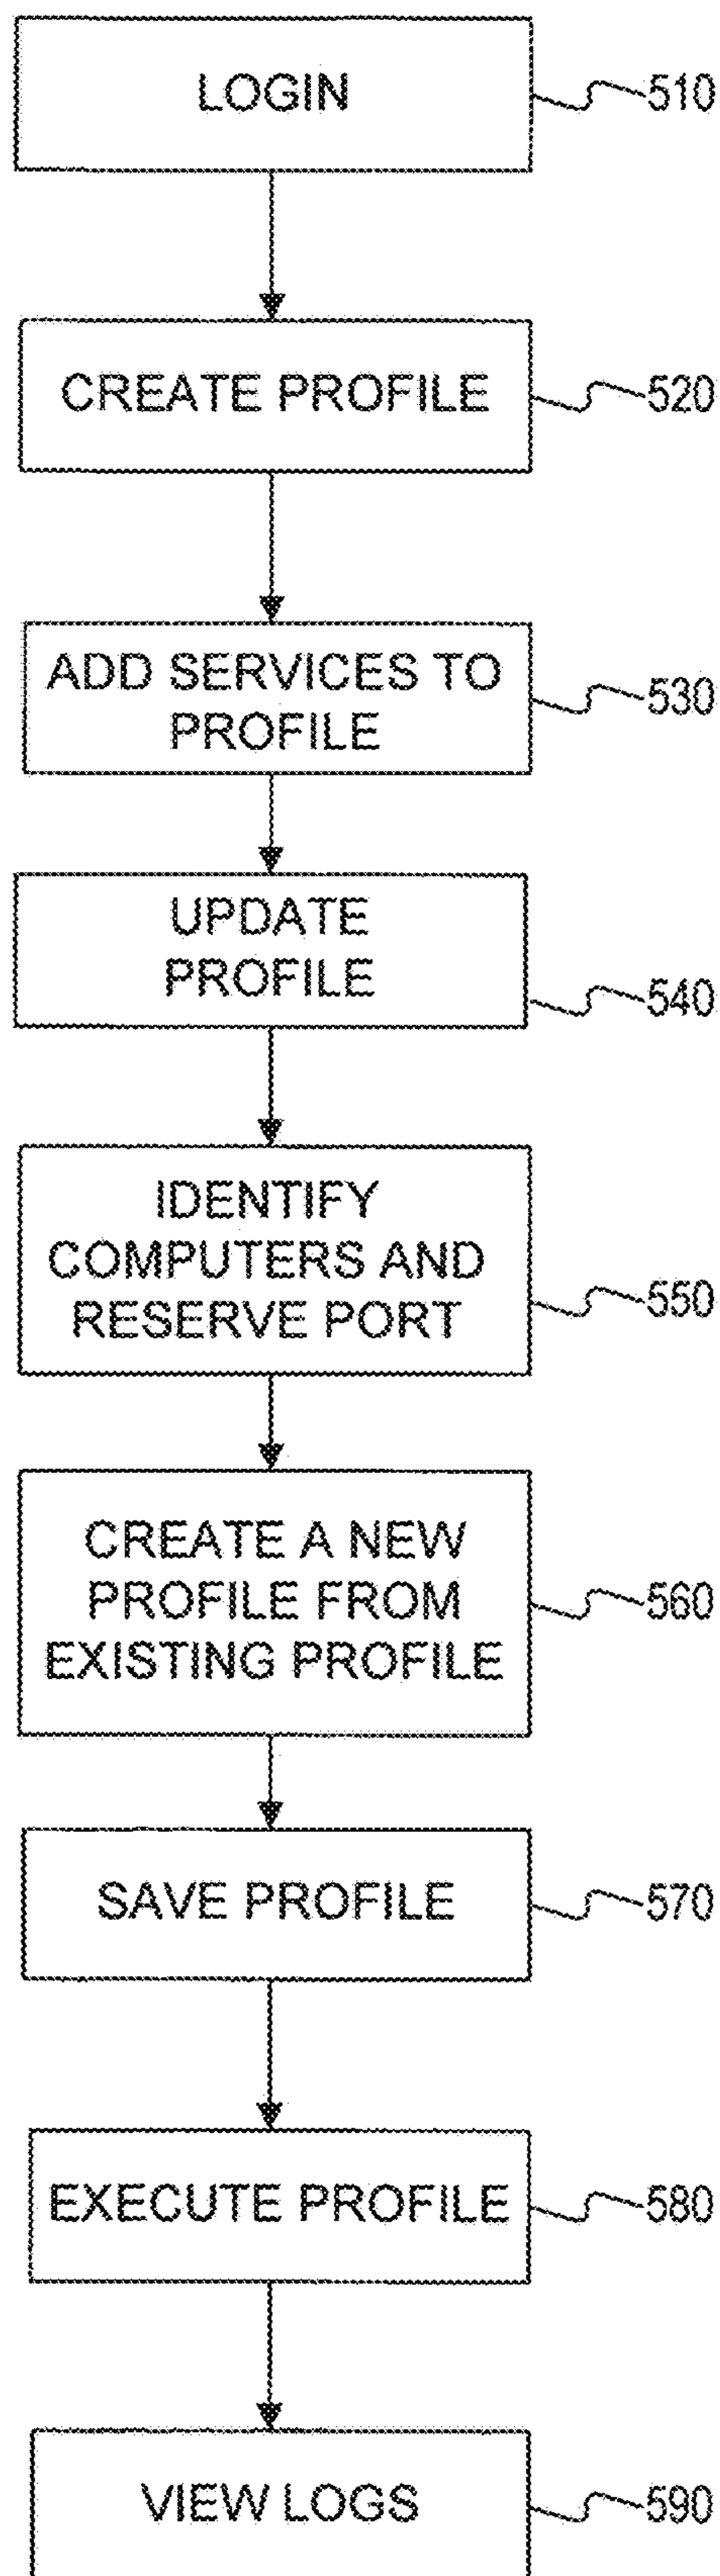 LOGIN
510
CREATE PROFILE
520
ADD SERVICES TO
PROFILE
530
UPDATE
PROFILE
540
IDENTIFY
COMPUTERS AND
RESERVE PORT
550
CREATE A NEW
PROFILE FROM
EXISTING PROFILE
560
SAVE PROFILE
570
EXECUTE PROFILE
580
VIEW LOGS
590